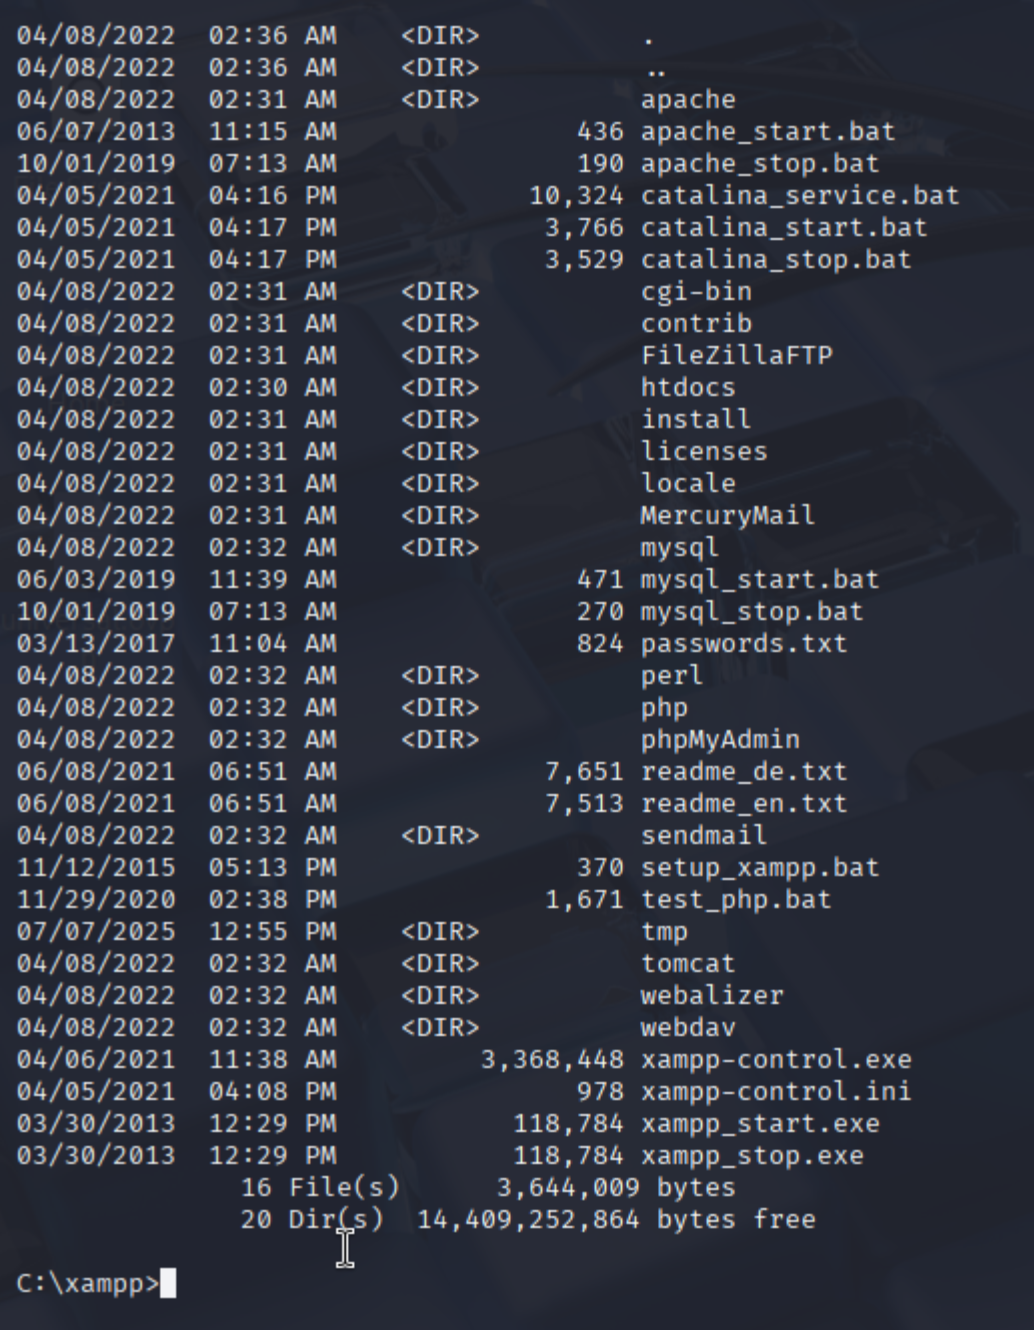 04/08/2022  02:36 AM    <DIR>          .
04/08/2022  02:36 AM    <DIR>          ..
04/08/2022  02:31 AM    <DIR>          apache
06/07/2013  11:15 AM               436 apache_start.bat
10/01/2019  07:13 AM               190 apache_stop.bat
04/05/2021  04:16 PM            10,324 catalina_service.bat
04/05/2021  04:17 PM             3,766 catalina_start.bat
04/05/2021  04:17 PM             3,529 catalina_stop.bat
04/08/2022  02:31 AM    <DIR>          cgi-bin
04/08/2022  02:31 AM    <DIR>          contrib
04/08/2022  02:31 AM    <DIR>          FileZillaFTP
04/08/2022  02:30 AM    <DIR>          htdocs
04/08/2022  02:31 AM    <DIR>          install
04/08/2022  02:31 AM    <DIR>          licenses
04/08/2022  02:31 AM    <DIR>          locale
04/08/2022  02:31 AM    <DIR>          MercuryMail
04/08/2022  02:32 AM    <DIR>          mysql
06/03/2019  11:39 AM               471 mysql_start.bat
10/01/2019  07:13 AM               270 mysql_stop.bat
03/13/2017  11:04 AM               824 passwords.txt
04/08/2022  02:32 AM    <DIR>          perl
04/08/2022  02:32 AM    <DIR>          php
04/08/2022  02:32 AM    <DIR>          phpMyAdmin
06/08/2021  06:51 AM             7,651 readme_de.txt
06/08/2021  06:51 AM             7,513 readme_en.txt
04/08/2022  02:32 AM    <DIR>          sendmail
11/12/2015  05:13 PM               370 setup_xampp.bat
11/29/2020  02:38 PM             1,671 test_php.bat
07/07/2025  12:55 PM    <DIR>          tmp
04/08/2022  02:32 AM    <DIR>          tomcat
04/08/2022  02:32 AM    <DIR>          webalizer
04/08/2022  02:32 AM    <DIR>          webdav
04/06/2021  11:38 AM         3,368,448 xampp-control.exe
04/05/2021  04:08 PM               978 xampp-control.ini
03/30/2013  12:29 PM           118,784 xampp_start.exe
03/30/2013  12:29 PM           118,784 xampp_stop.exe
              16 File(s)      3,644,009 bytes
              20 Dir(s)  14,409,252,864 bytes free
C:\xampp>